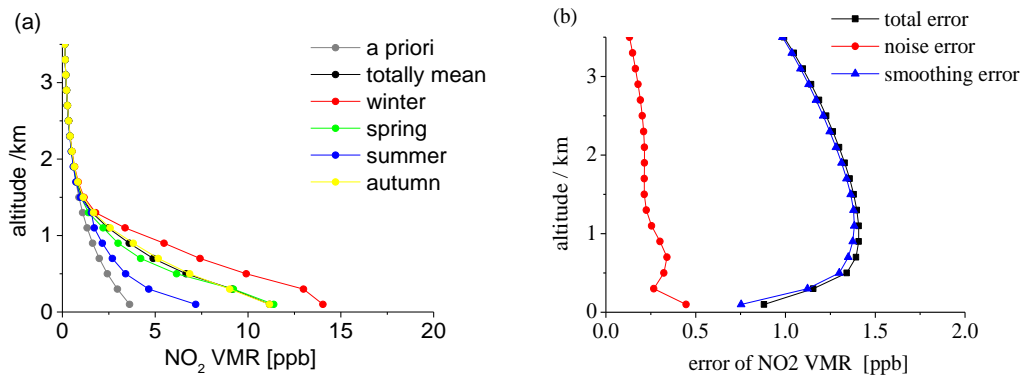 (a)
a priori
totally mean
winter
spring
summer
autumn
altitude /km
3
2
1
0
0 5 10 15 20
NO₂ VMR [ppb]
(b)
total error
noise error
smoothing error
altitude / km
3
2
1
0
0.0 0.5 1.0 1.5 2.0
error of NO2 VMR [ppb]